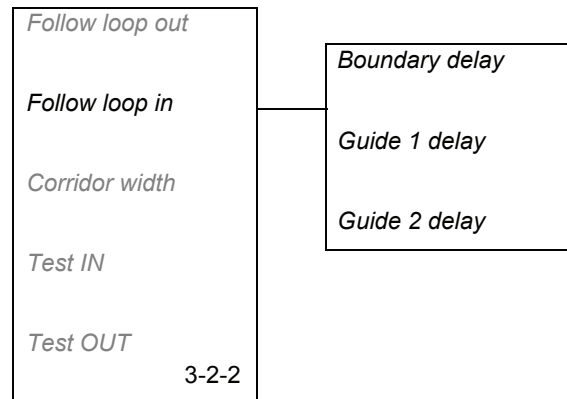 Follow loop out
Follow loop in
Corridor width
Test IN
Test OUT
3-2-2
Boundary delay
Guide 1 delay
Guide 2 delay